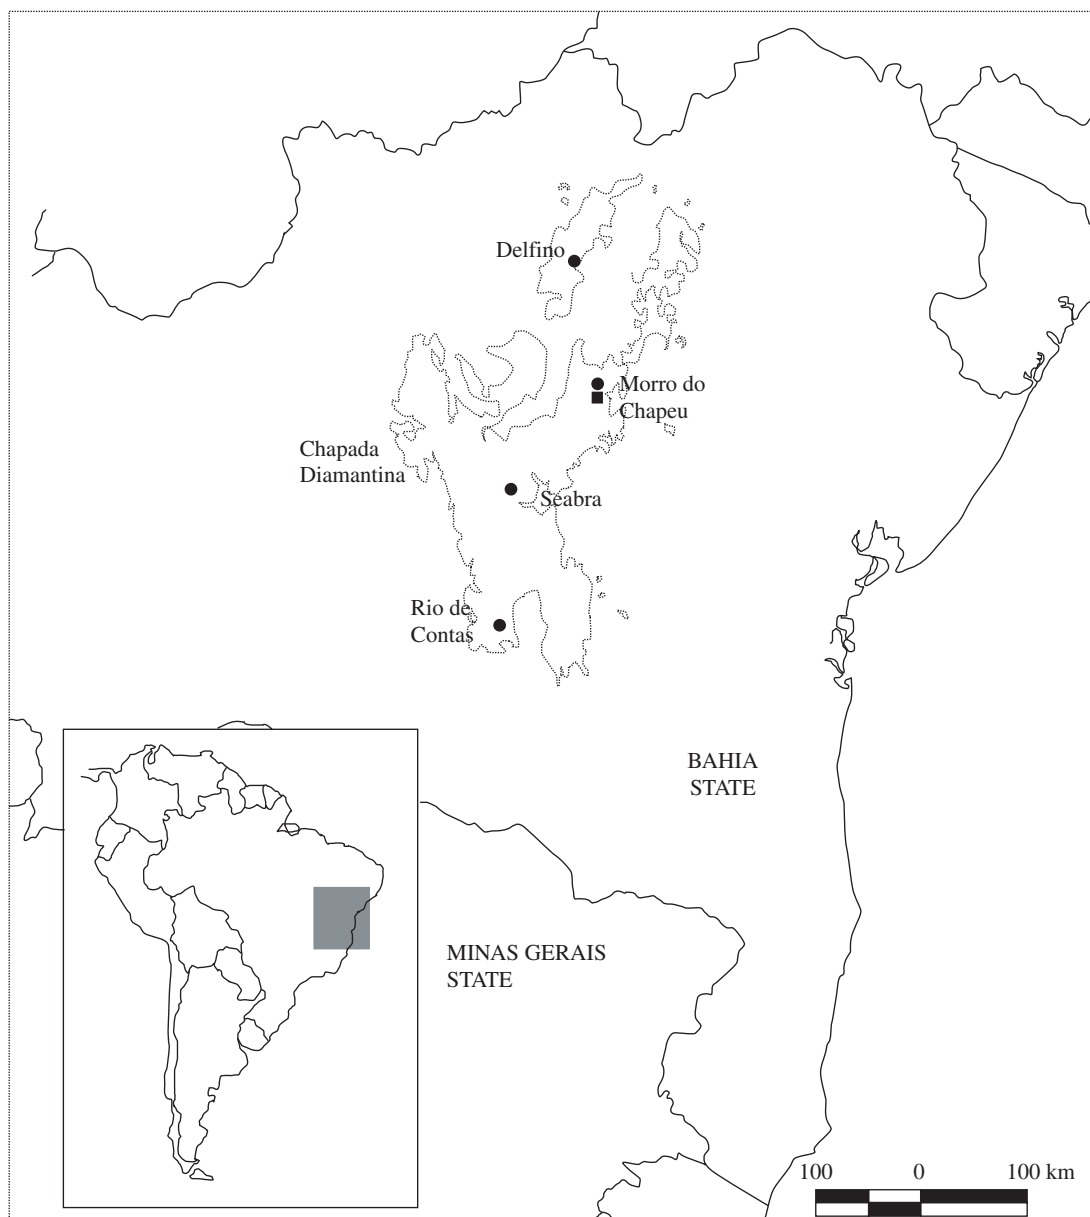 Delfino
Morro do
Chapeu
Chapada
Diamantina
Seabra
Rio de
Contas
BAHIA
STATE
MINAS GERAIS
STATE
100 0 100 km